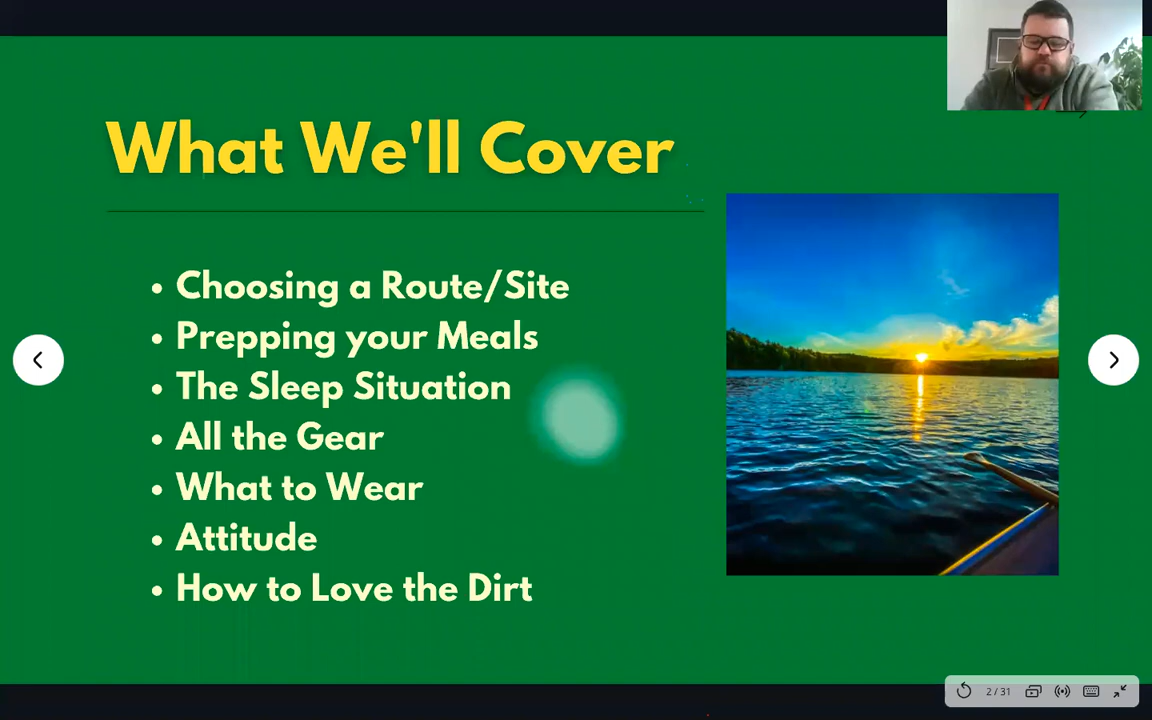 What We'll Cover
• Choosing a Route/Site
• Prepping your Meals
• The Sleep Situation
• All the Gear
• What to Wear
• Attitude
• How to Love the Dirt
2 / 31